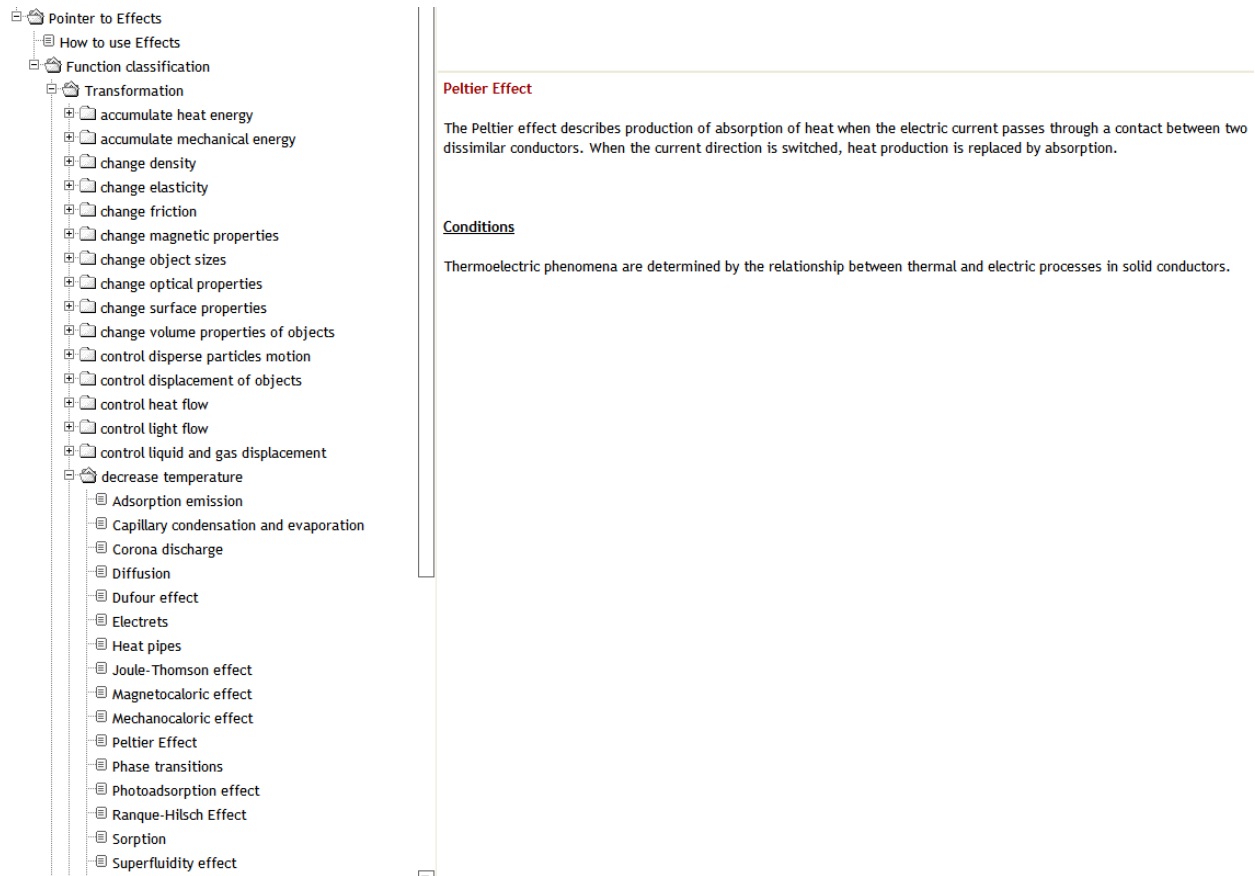 Pointer to Effects
How to use Effects
Function classification
Transformation
accumulate heat energy
accumulate mechanical energy
change density
change elasticity
change friction
change magnetic properties
change object sizes
change optical properties
change surface properties
change volume properties of objects
control disperse particles motion
control displacement of objects
control heat flow
control light flow
control liquid and gas displacement
decrease temperature
Adsorption emission
Capillary condensation and evaporation
Corona discharge
Diffusion
Dufour effect
Electrets
Heat pipes
Joule-Thomson effect
Magnetocaloric effect
Mechanocaloric effect
Peltier Effect
Phase transitions
Photoadsorption effect
Ranque-Hilsch Effect
Sorption
Superfluidity effect
Peltier Effect
The Peltier effect describes production of absorption of heat when the electric current passes through a contact between two
dissimilar conductors. When the current direction is switched, heat production is replaced by absorption.
Conditions
Thermoelectric phenomena are determined by the relationship between thermal and electric processes in solid conductors.